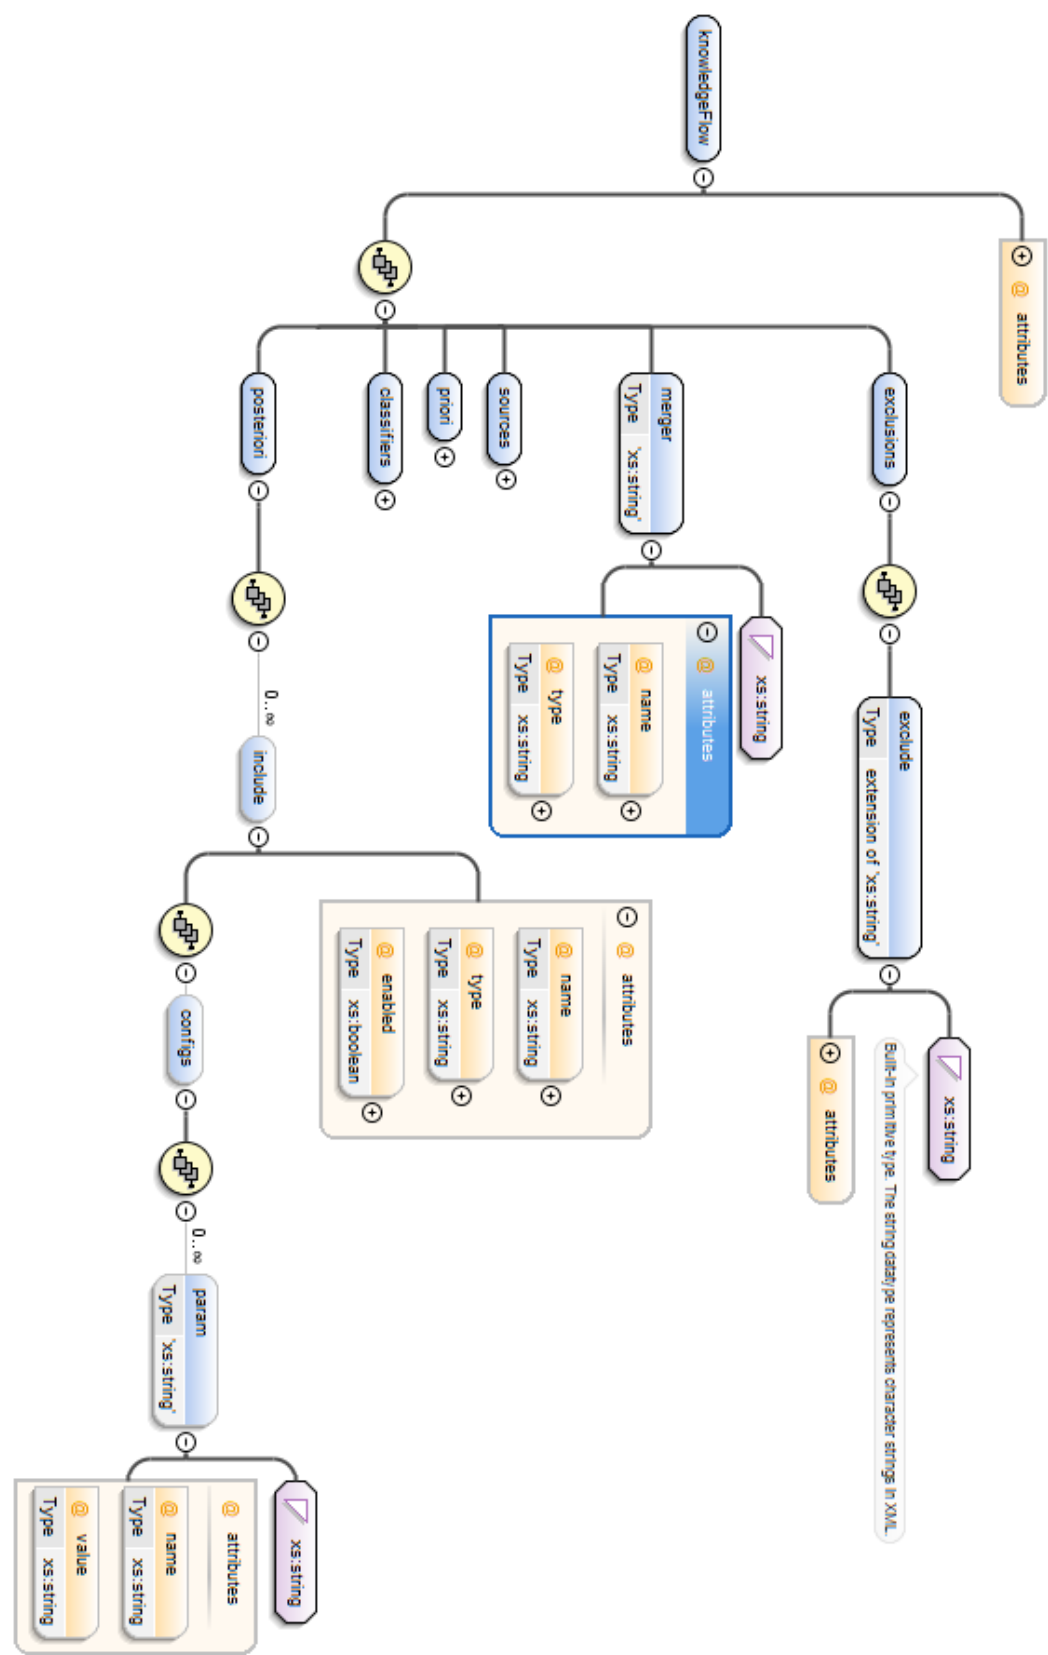 knowledgeFlow
@ attributes
exclusions
exclude
Type extension of 'xs:string'
xs:string
Built-in primitive type. The string datatype represents character strings in XML.
@ attributes
merger
Type 'xs:string'
xs:string
@ attributes
@ name
Type xs:string
@ type
Type xs:string
sources
priori
classifiers
posteriori
0..∞
include
@ attributes
@ name
Type xs:string
@ type
Type xs:string
@ enabled
Type xs:boolean
configs
0..∞
param
Type 'xs:string'
xs:string
@ attributes
@ name
Type xs:string
@ value
Type xs:string